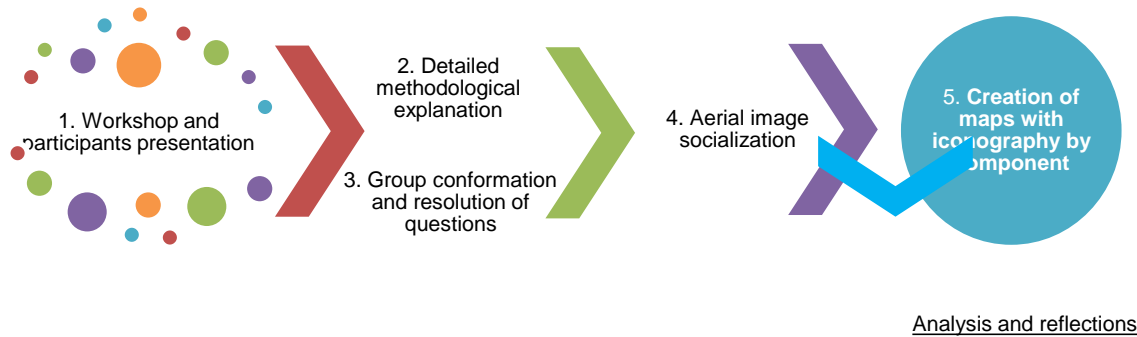 1. Workshop and
participants presentation
2. Detailed
methodological
explanation
3. Group conformation
and resolution of
questions
4. Aerial image
socialization
5. Creation of
maps with
iconography by
component
Analysis and reflections